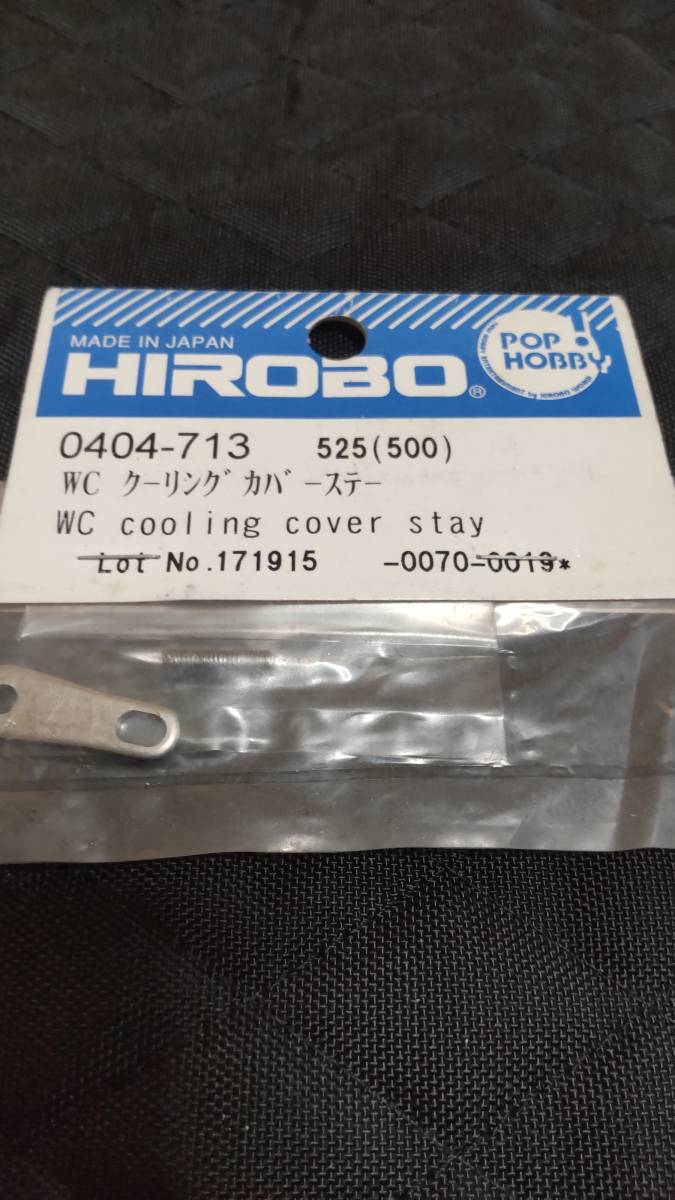 MADE IN JAPAN
HIROBO®
POP!
HOBBY
0404-713 525(500)
WC クーリングカバーステー
WC cooling cover stay
Lot No.171915 -0070-0019*